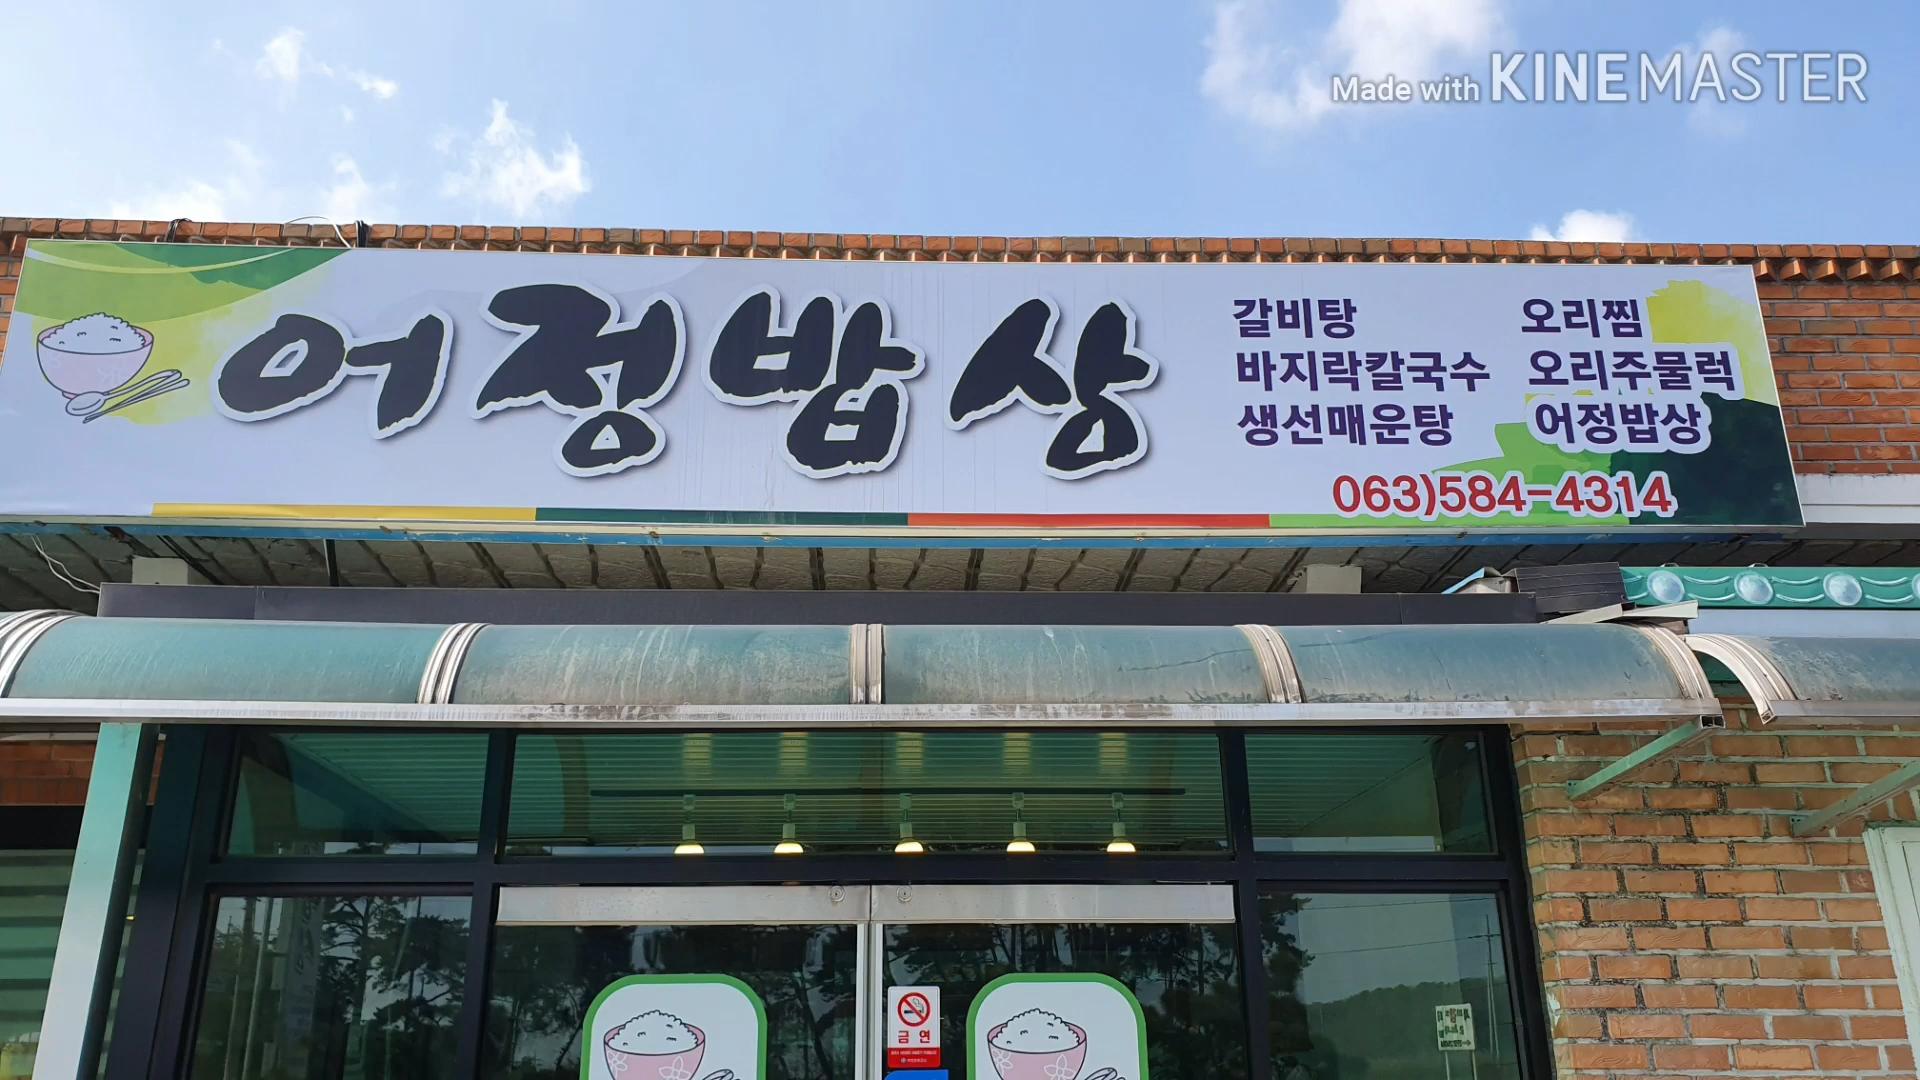 Made with KINEMASTER
어정밥상
갈비탕 오리찜
바지락칼국수 오리주물럭
생선매운탕 어정밥상
063)584-4314
금연